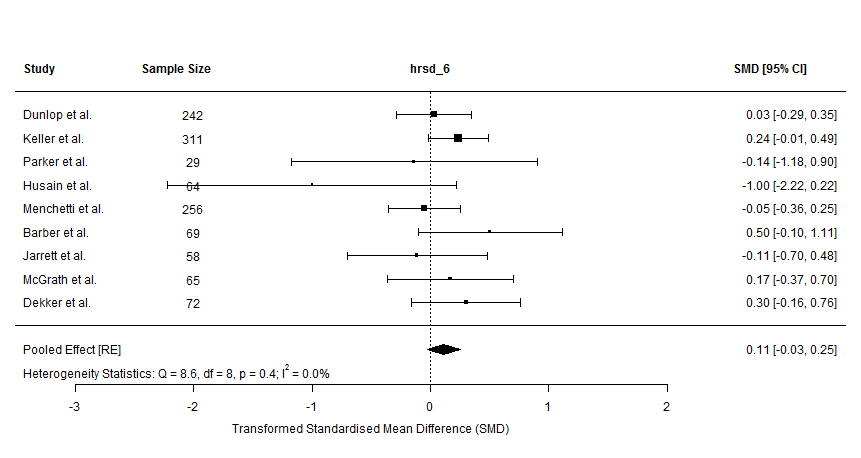 Study Sample Size hrsd_6 SMD [95% CI]
Dunlop et al. 242 0.03 [-0.29, 0.35]
Keller et al. 311 0.24 [-0.01, 0.49]
Parker et al. 29 -0.14 [-1.18, 0.90]
Husain et al. 64 -1.00 [-2.22, 0.22]
Menchetti et al. 256 -0.05 [-0.36, 0.25]
Barber et al. 69 0.50 [-0.10, 1.11]
Jarrett et al. 58 -0.11 [-0.70, 0.48]
McGrath et al. 65 0.17 [-0.37, 0.70]
Dekker et al. 72 0.30 [-0.16, 0.76]
Pooled Effect [RE] 0.11 [-0.03, 0.25]
Heterogeneity Statistics: Q = 8.6, df = 8, p = 0.4; I² = 0.0%
-3 -2 -1 0 1 2
Transformed Standardised Mean Difference (SMD)